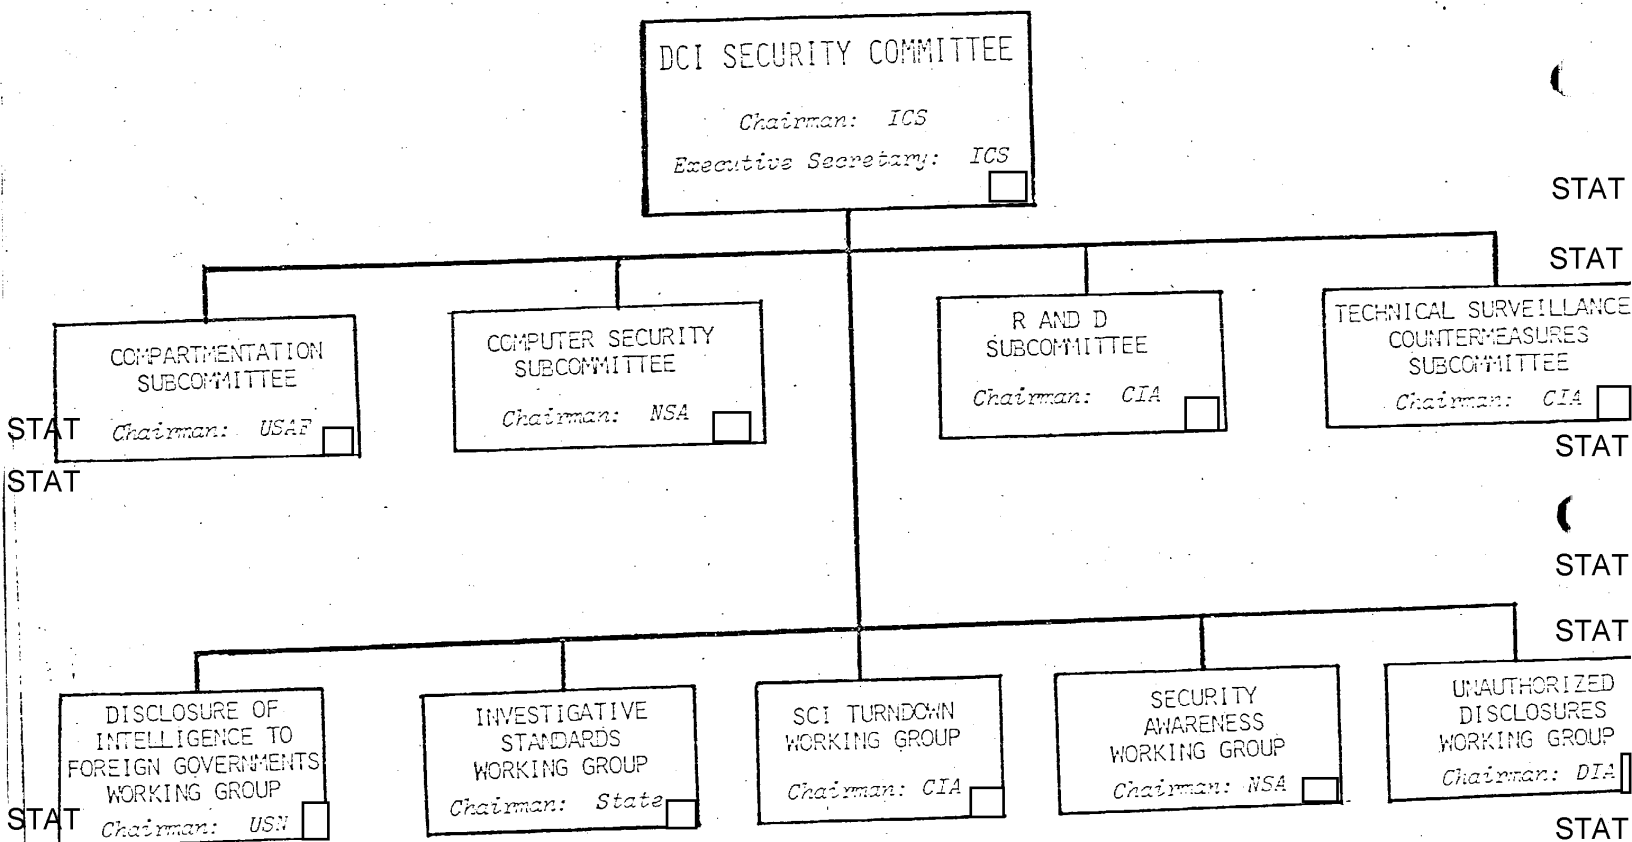 DCI SECURITY COMMITTEE
Chairman: ICS
Executive Secretary: ICS
STAT
STAT
COMPARTMENTATION
SUBCOMMITTEE
Chairman: USAF
COMPUTER SECURITY
SUBCOMMITTEE
Chairman: NSA
R AND D
SUBCOMMITTEE
Chairman: CIA
TECHNICAL SURVEILLANCE
COUNTERMEASURES
SUBCOMMITTEE
Chairman: CIA
STAT
STAT
STAT
STAT
STAT
DISCLOSURE OF
INTELLIGENCE TO
FOREIGN GOVERNMENTS
WORKING GROUP
Chairman: USN
INVESTIGATIVE
STANDARDS
WORKING GROUP
Chairman: State
SCI TURNDOWN
WORKING GROUP
Chairman: CIA
SECURITY
AWARENESS
WORKING GROUP
Chairman: NSA
UNAUTHORIZED
DISCLOSURES
WORKING GROUP
Chairman: DIA
STAT
STAT